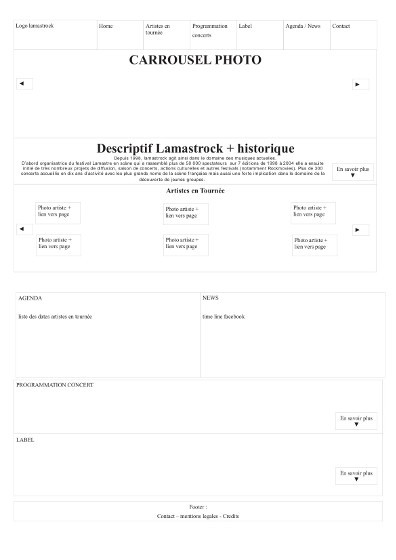 Logo lamastrock
Home
Artistes en
tournée
Programmation
concerts
Label
Agenda / News
Contact
CARROUSEL PHOTO
◄
►
Descriptif Lamastrock + historique
Depuis 1996, lamastrock agit ainsi dans le domaine des musiques actuelles.
D'abord organisatrice du festival Lamastre en scène qui a rassemblé plus de 50 000 spectateurs sur 7 éditions de 1998 à 2004 elle a ensuite
initié de très nombreux projets de diffusion, saison de concerts, actions culturelles et autres festivals (notamment Recomovies). Plus de 300
concerts accueillis en dix ans d'activité avec les plus grands noms de la scène française mais aussi une forte implication dans le domaine de la
découverte de jeunes groupes.
En savoir plus
▼
Artistes en Tournée
Photo artiste +
lien vers page
Photo artiste +
lien vers page
Photo artiste +
lien vers page
◄
►
Photo artiste +
lien vers page
Photo artiste +
lien vers page
Photo artiste +
lien vers page
AGENDA
NEWS
liste des dates artistes en tournée
time line facebook
PROGRAMMATION CONCERT
En savoir plus
▼
LABEL
En savoir plus
▼
Footer :
Contact – mentions legales - Credits